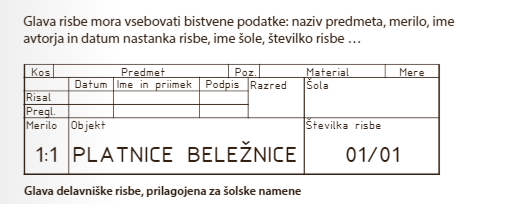 Glava risbe mora vsebovati bistvene podatke: naziv predmeta, merilo, ime
avtorja in datum nastanka risbe, ime šole, številko risbe ...
Kos Predmet Poz. Material Mere
Datum Ime in priimek Podpis Razred Šola
Risal
Pregl.
Merilo Objekt Številka risbe
1:1 PLATNICE BELEŽNICE 01/01
Glava delavniške risbe, prilagojena za šolske namene